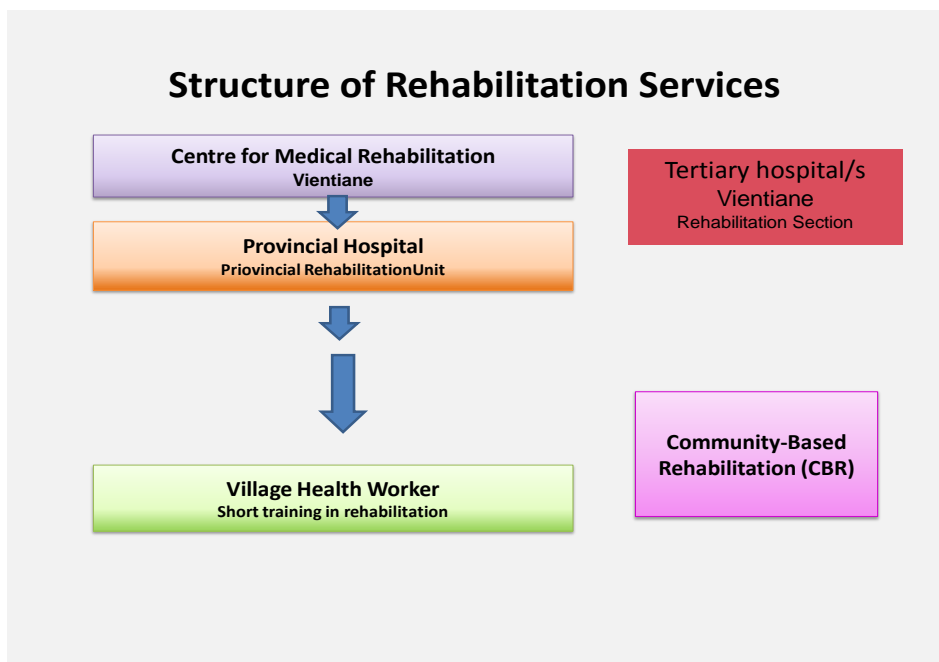 Structure of Rehabilitation Services
Centre for Medical Rehabilitation
Vientiane
Tertiary hospital/s
Vientiane
Rehabilitation Section
Provincial Hospital
Priovincial RehabilitationUnit
Community-Based
Rehabilitation (CBR)
Village Health Worker
Short training in rehabilitation